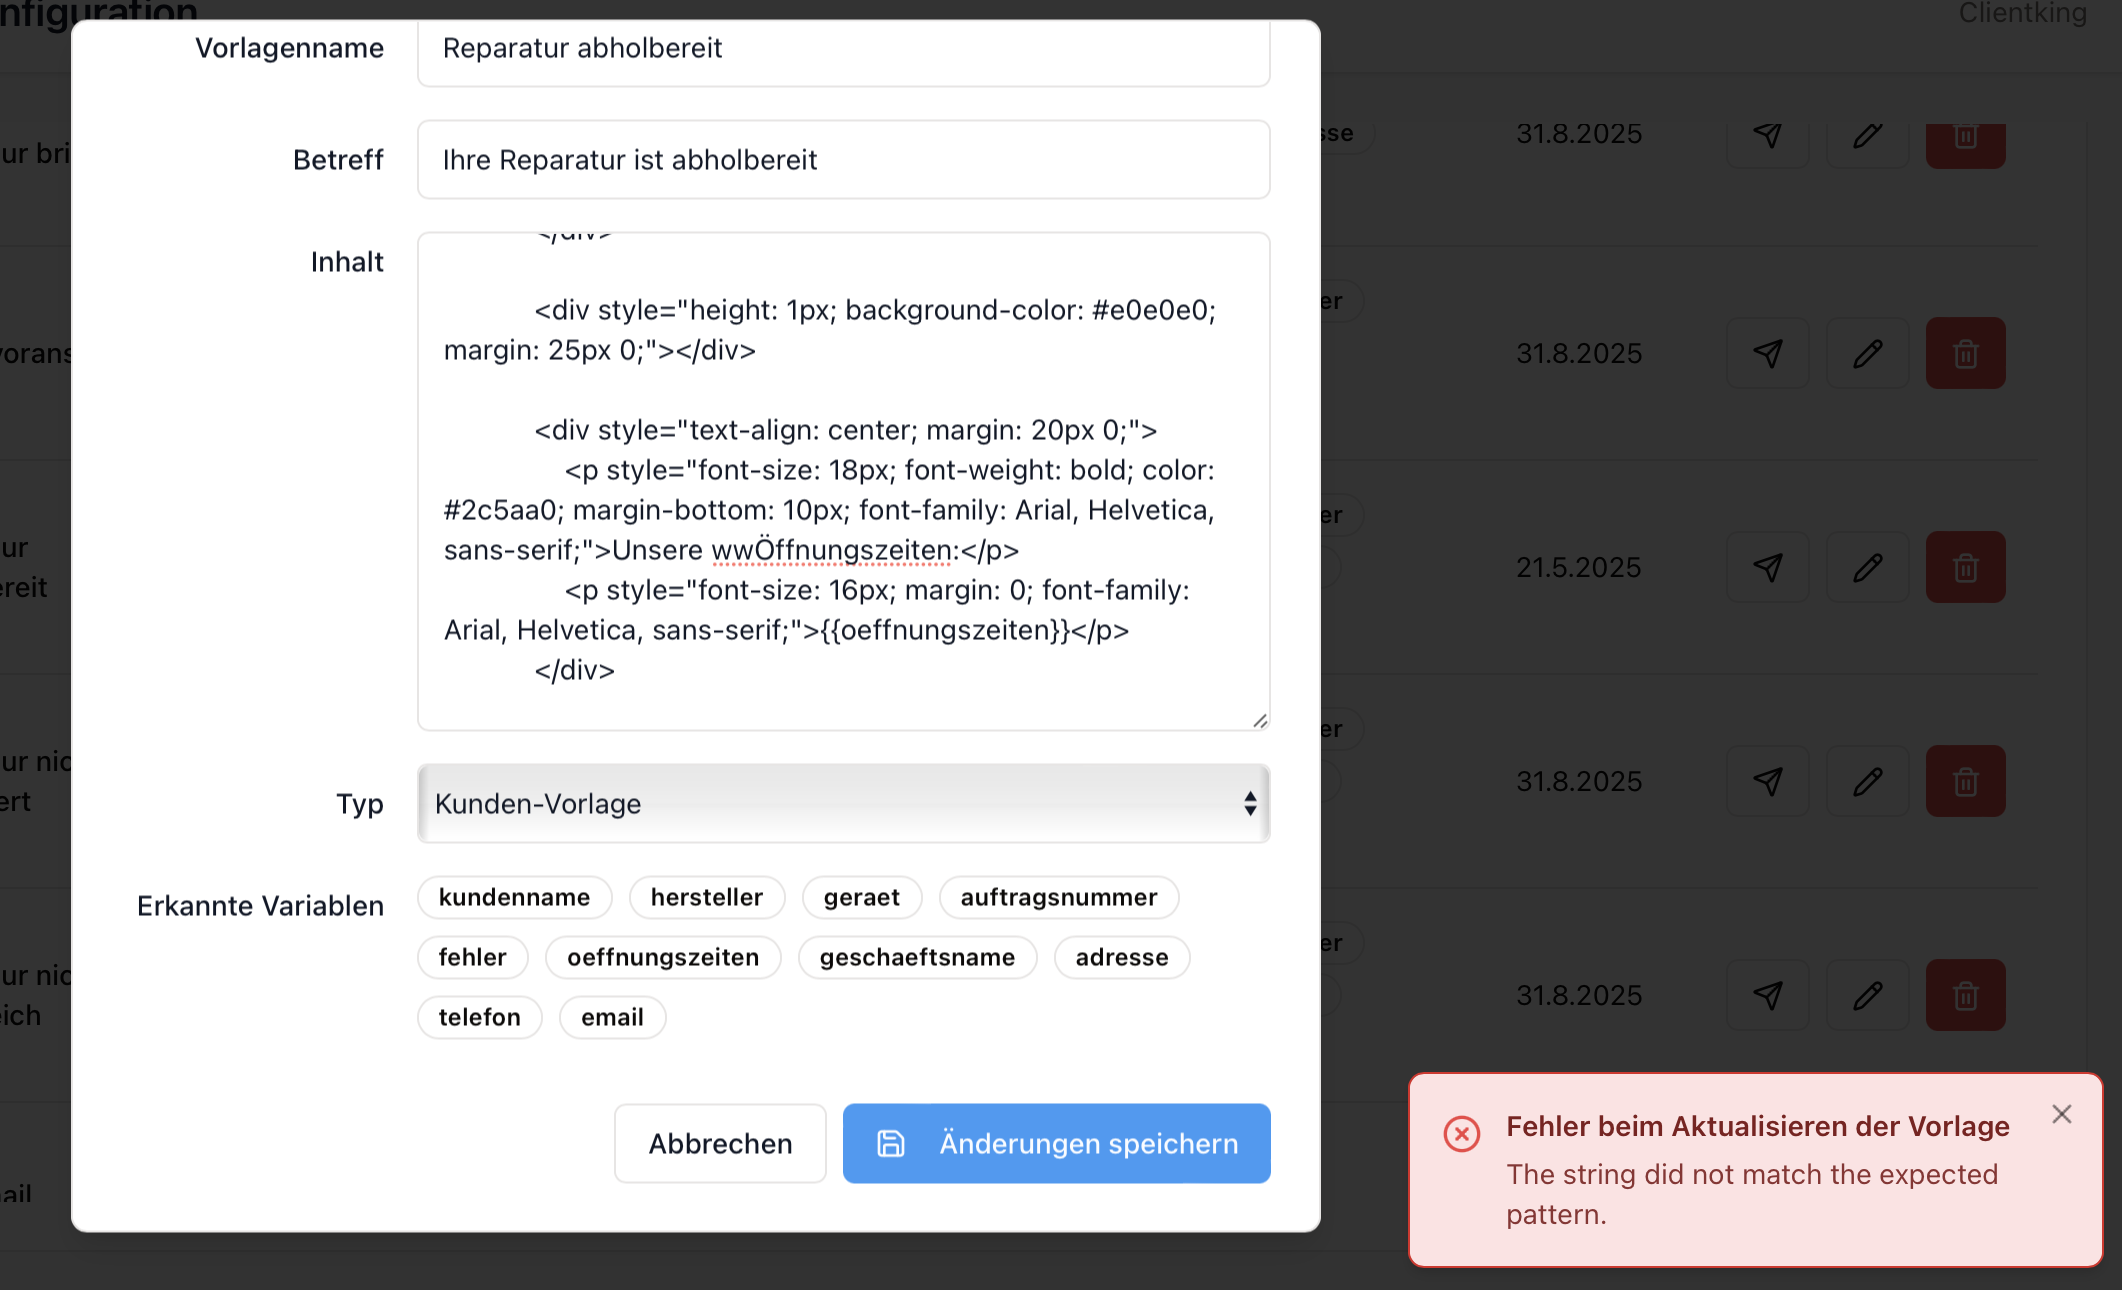 nfiguration
Clientking
Vorlagenname
Reparatur abholbereit
Betreff
Ihre Reparatur ist abholbereit
Inhalt
</div>
<div style="height: 1px; background-color: #e0e0e0;
margin: 25px 0;"></div>
<div style="text-align: center; margin: 20px 0;">
<p style="font-size: 18px; font-weight: bold; color:
#2c5aa0; margin-bottom: 10px; font-family: Arial, Helvetica,
sans-serif;">Unsere wwÖffnungszeiten:</p>
<p style="font-size: 16px; margin: 0; font-family:
Arial, Helvetica, sans-serif;">{{oeffnungszeiten}}</p>
</div>
Typ
Kunden-Vorlage
Erkannte Variablen
kundenname hersteller geraet auftragsnummer
fehler oeffnungszeiten geschaeftsname adresse
telefon email
Abbrechen
Änderungen speichern
ur bri
sse
31.8.2025
vorans
er
31.8.2025
ur
ereit
er
21.5.2025
ur nic
ert
er
31.8.2025
ur nic
eich
er
31.8.2025
ail
Fehler beim Aktualisieren der Vorlage
The string did not match the expected
pattern.